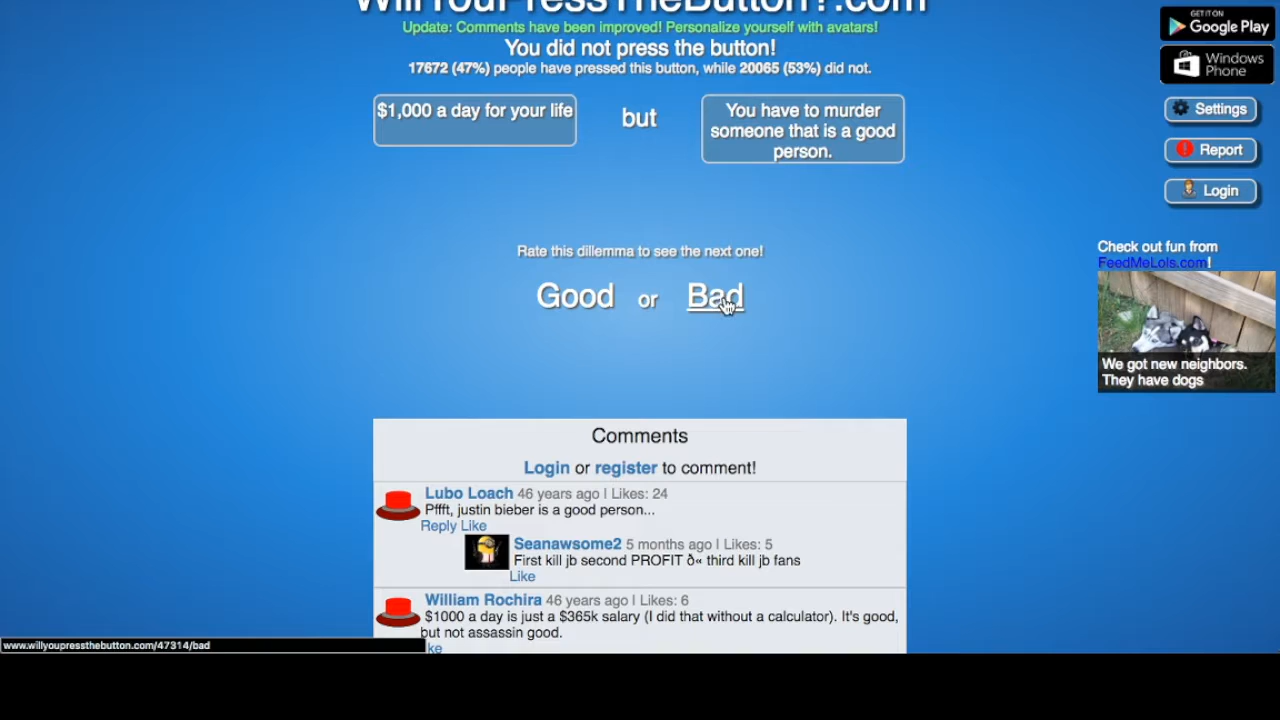 WillYouPressTheButton?.com
Update: Comments have been improved! Personalize yourself with avatars!
You did not press the button!
17672 (47%) people have pressed this button, while 20065 (53%) did not.
$1,000 a day for your life
but
You have to murder
someone that is a good
person.
Rate this dillemma to see the next one!
Good or Bad
GET IT ON
Google Play
Windows
Phone
Settings
Report
Login
Check out fun from
FeedMeLols.com!
We got new neighbors.
They have dogs
Comments
Login or register to comment!
Lubo Loach 46 years ago | Likes: 24
Pffft, justin bieber is a good person...
Reply Like
Seanawsome2 5 months ago | Likes: 5
First kill jb second PROFIT ð« third kill jb fans
Like
William Rochira 46 years ago | Likes: 6
$1000 a day is just a $365k salary (I did that without a calculator). It's good,
but not assassin good.
ke
www.willyoupressthebutton.com/47314/bad